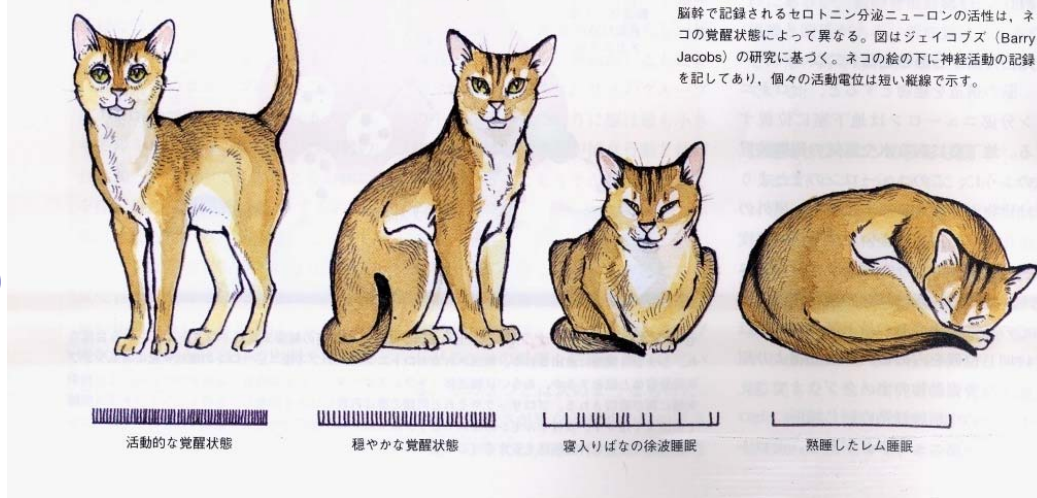 脳幹で記録されるセロトニン分泌ニューロンの活性は，ネ
コの覚醒状態によって異なる。図はジェイコブズ（Barry
Jacobs）の研究に基づく。ネコの絵の下に神経活動の記録
を記してあり，個々の活動電位は短い縦線で示す。
活動的な覚醒状態
穏やかな覚醒状態
寝入りばなの徐波睡眠
熟睡したレム睡眠